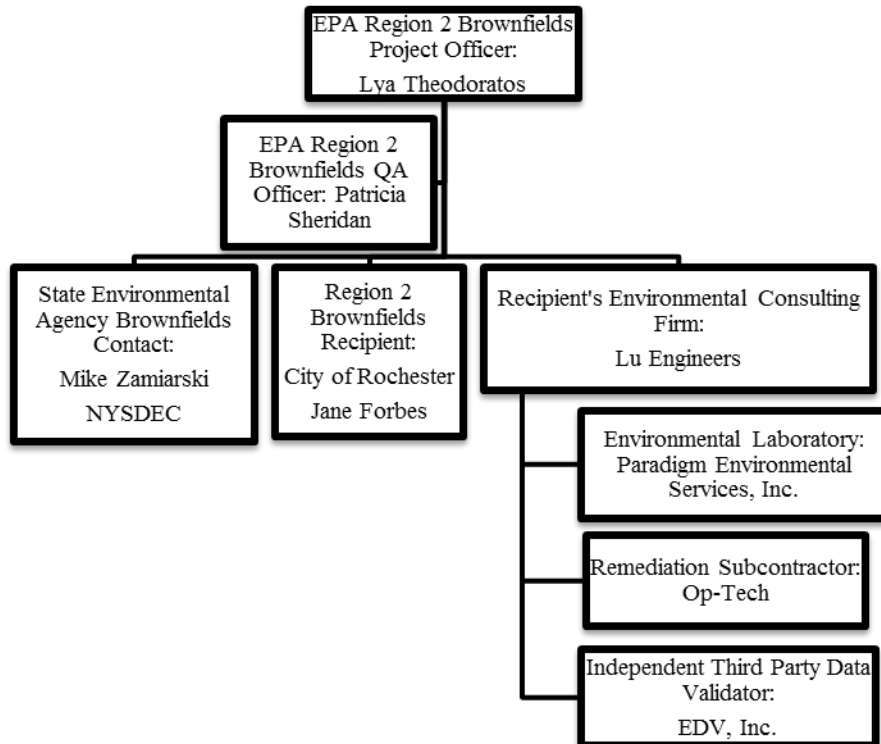 EPA Region 2 Brownfields
Project Officer:
Lya Theodoratos
EPA Region 2
Brownfields QA
Officer: Patricia
Sheridan
State Environmental
Agency Brownfields
Contact:
Mike Zamiarski
NYSDEC
Region 2
Brownfields
Recipient:
City of Rochester
Jane Forbes
Recipient's Environmental Consulting
Firm:
Lu Engineers
Environmental Laboratory:
Paradigm Environmental
Services, Inc.
Remediation Subcontractor:
Op-Tech
Independent Third Party Data
Validator:
EDV, Inc.